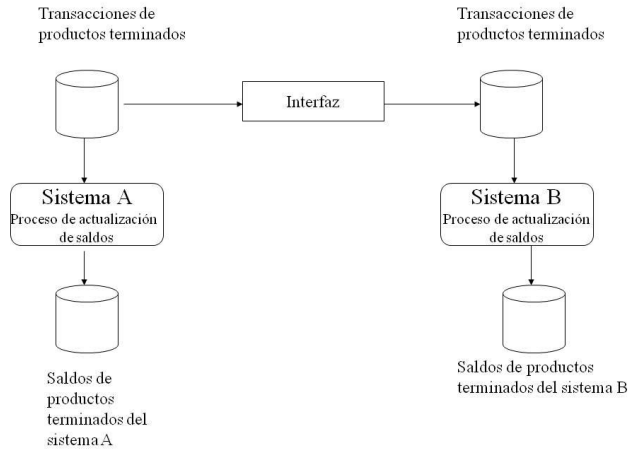 Transacciones de
productos terminados
Transacciones de
productos terminados
Interfaz
Sistema A
Proceso de actualización
de saldos
Sistema B
Proceso de actualización
de saldos
Saldos de
productos
terminados del
sistema A
Saldos de productos
terminados del sistema B